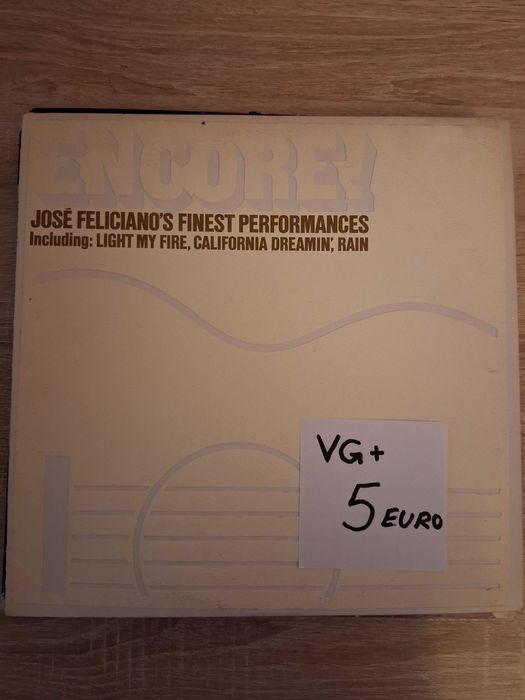 ENCORE!
JOSÉ FELICIANO'S FINEST PERFORMANCES
Including: LIGHT MY FIRE, CALIFORNIA DREAMIN', RAIN
VG+
5 EURO